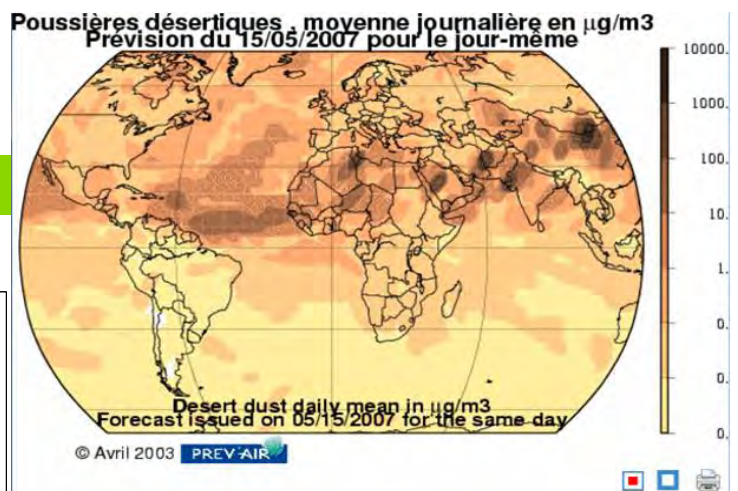 Poussières désertiques , moyenne journalière en µg/m3
Prévision du 15/05/2007 pour le jour-même
10000.
1000.
100.
10.
1.
0.
0.
0.
Desert dust daily mean in µg/m3
Forecast issued on 05/15/2007 for the same day
© Avril 2003 PREV'AIR